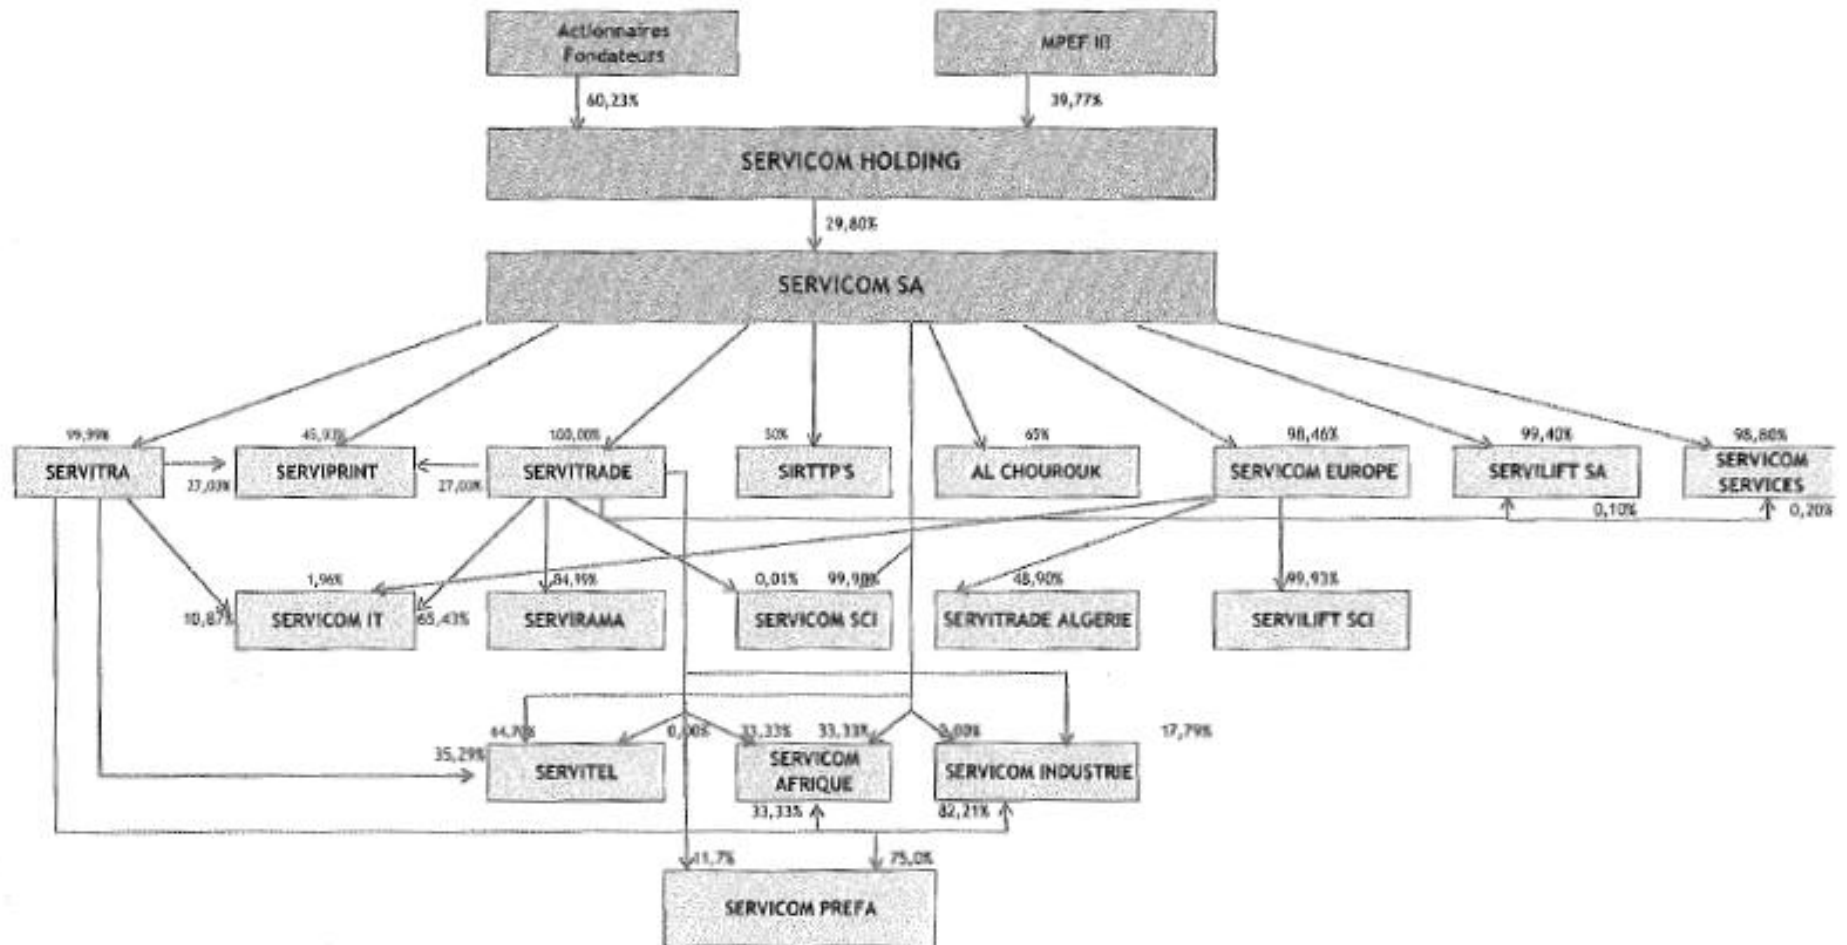 Actionnaires
Fondateurs
MPEF III
60,23%
39,77%
SERVICOM HOLDING
29,80%
SERVICOM SA
99,99%
45,93%
100,00%
50%
65%
98,46%
99,40%
98,80%
SERVITRA
SERVIPRINT
SERVITRADE
SIRTTP'S
AL CHOUROUK
SERVICOM EUROPE
SERVILIFT SA
SERVICOM
SERVICES
27,00%
0,10%
0,20%
1,96%
84,99%
0,01%
99,90%
48,90%
99,93%
10,87%
SERVICOM IT
65,43%
SERVIRAMA
SERVICOM SCI
SERVITRADE ALGERIE
SERVILIFT SCI
0,00%
33,33%
33,33%
0,00%
17,79%
35,29%
SERVITEL
SERVICOM
AFRIQUE
SERVICOM INDUSTRIE
33,33%
82,21%
11,7%
75,0%
SERVICOM PREFA